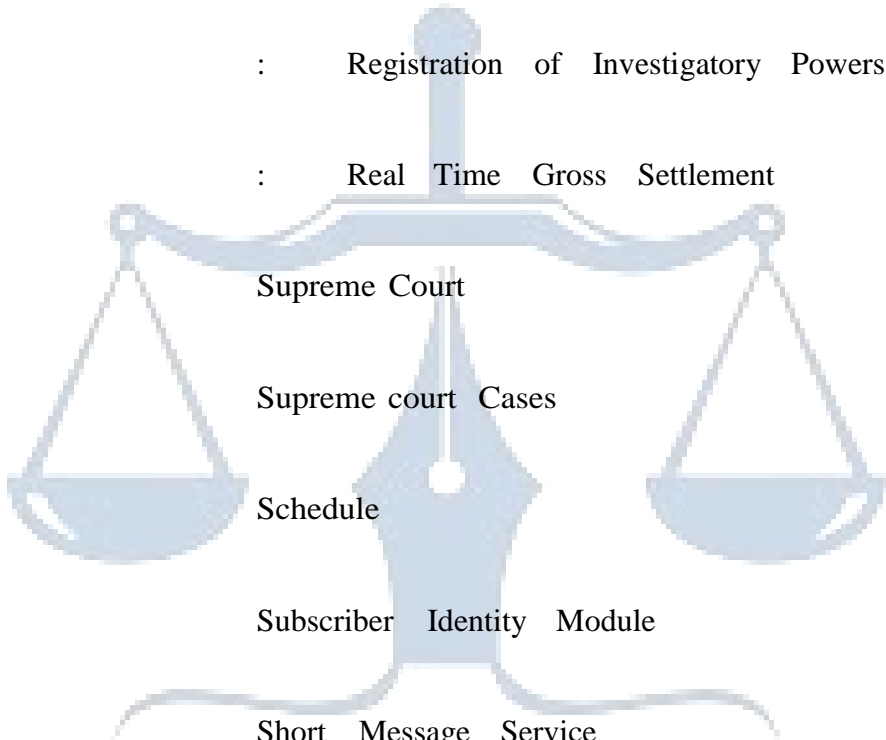 : Registration of Investigatory Powers
: Real Time Gross Settlement
Supreme Court
Supreme court Cases
Schedule
Subscriber Identity Module
Short Message Service